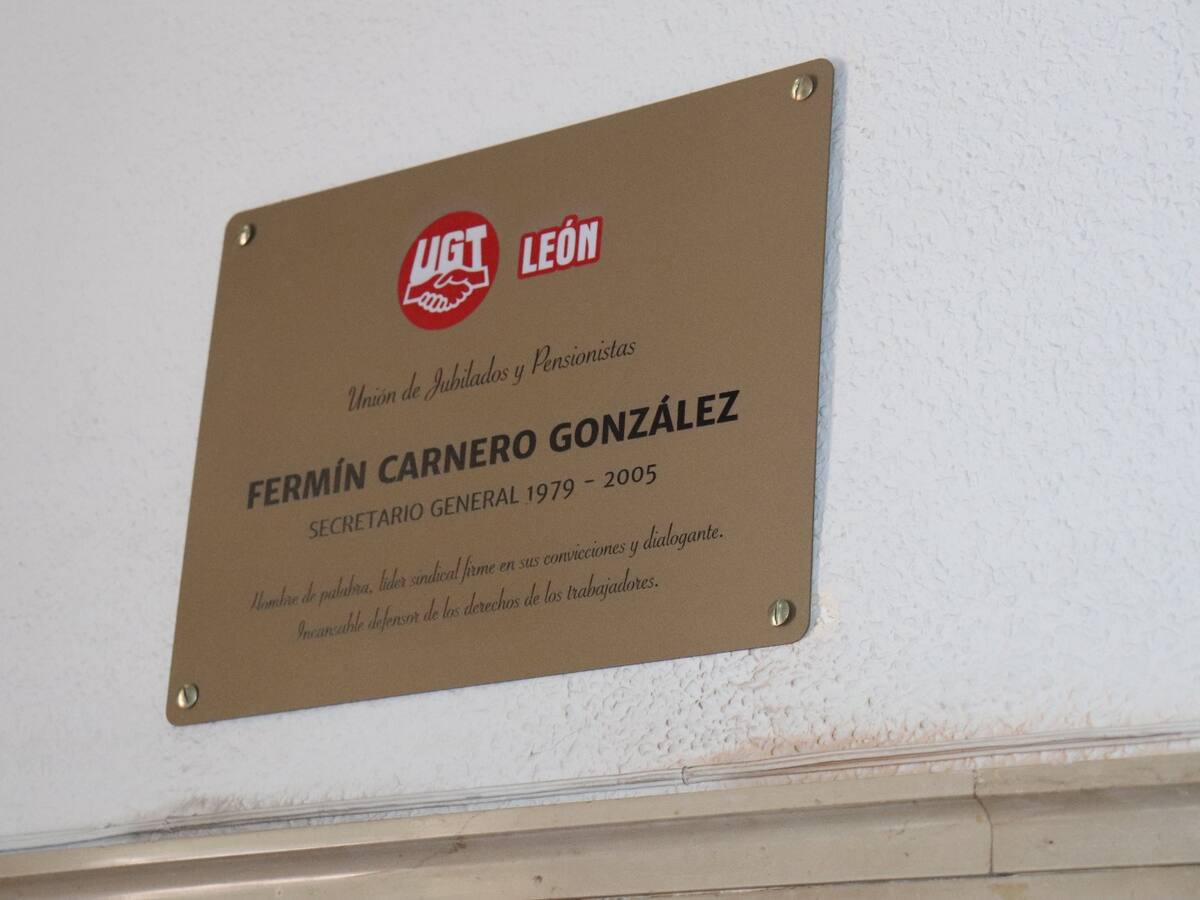 UGT LEÓN
Unión de Jubilados y Pensionistas
FERMÍN CARNERO GONZÁLEZ
SECRETARIO GENERAL 1979 - 2005
Hombre de palabra, líder sindical firme en sus convicciones y dialogante.
Incansable defensor de los derechos de los trabajadores.